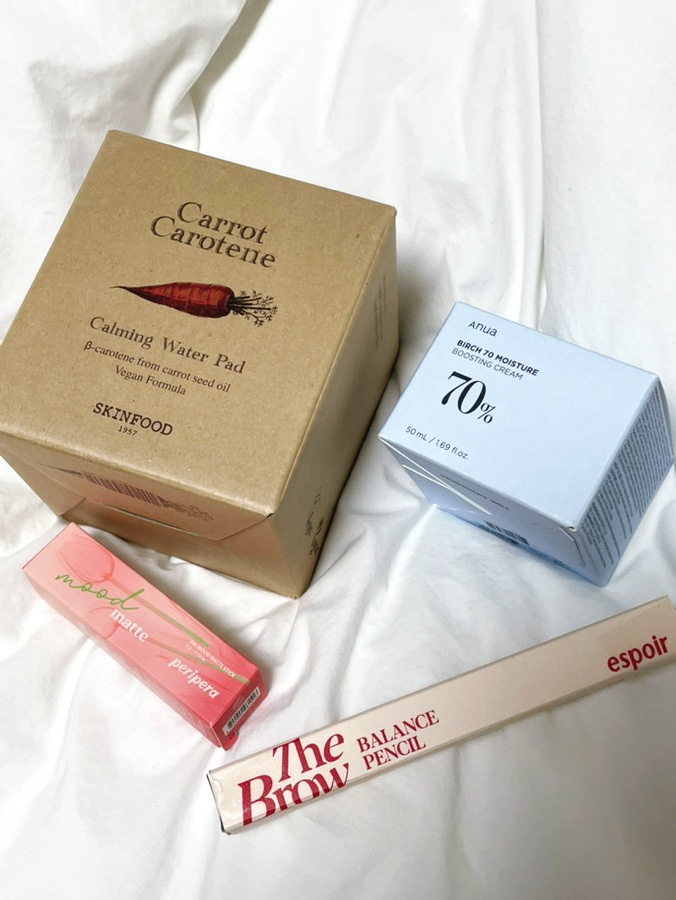 Carrot
Carotene
Calming Water Pad
β-carotene from carrot seed oil
Vegan Formula
SKINFOOD
1957
Anua
BIRCH 70 MOISTURE
BOOSTING CREAM
70%
50 mL / 1.69 fl.oz.
mood
matte
peripera
The
Brow
BALANCE
PENCIL
espoir